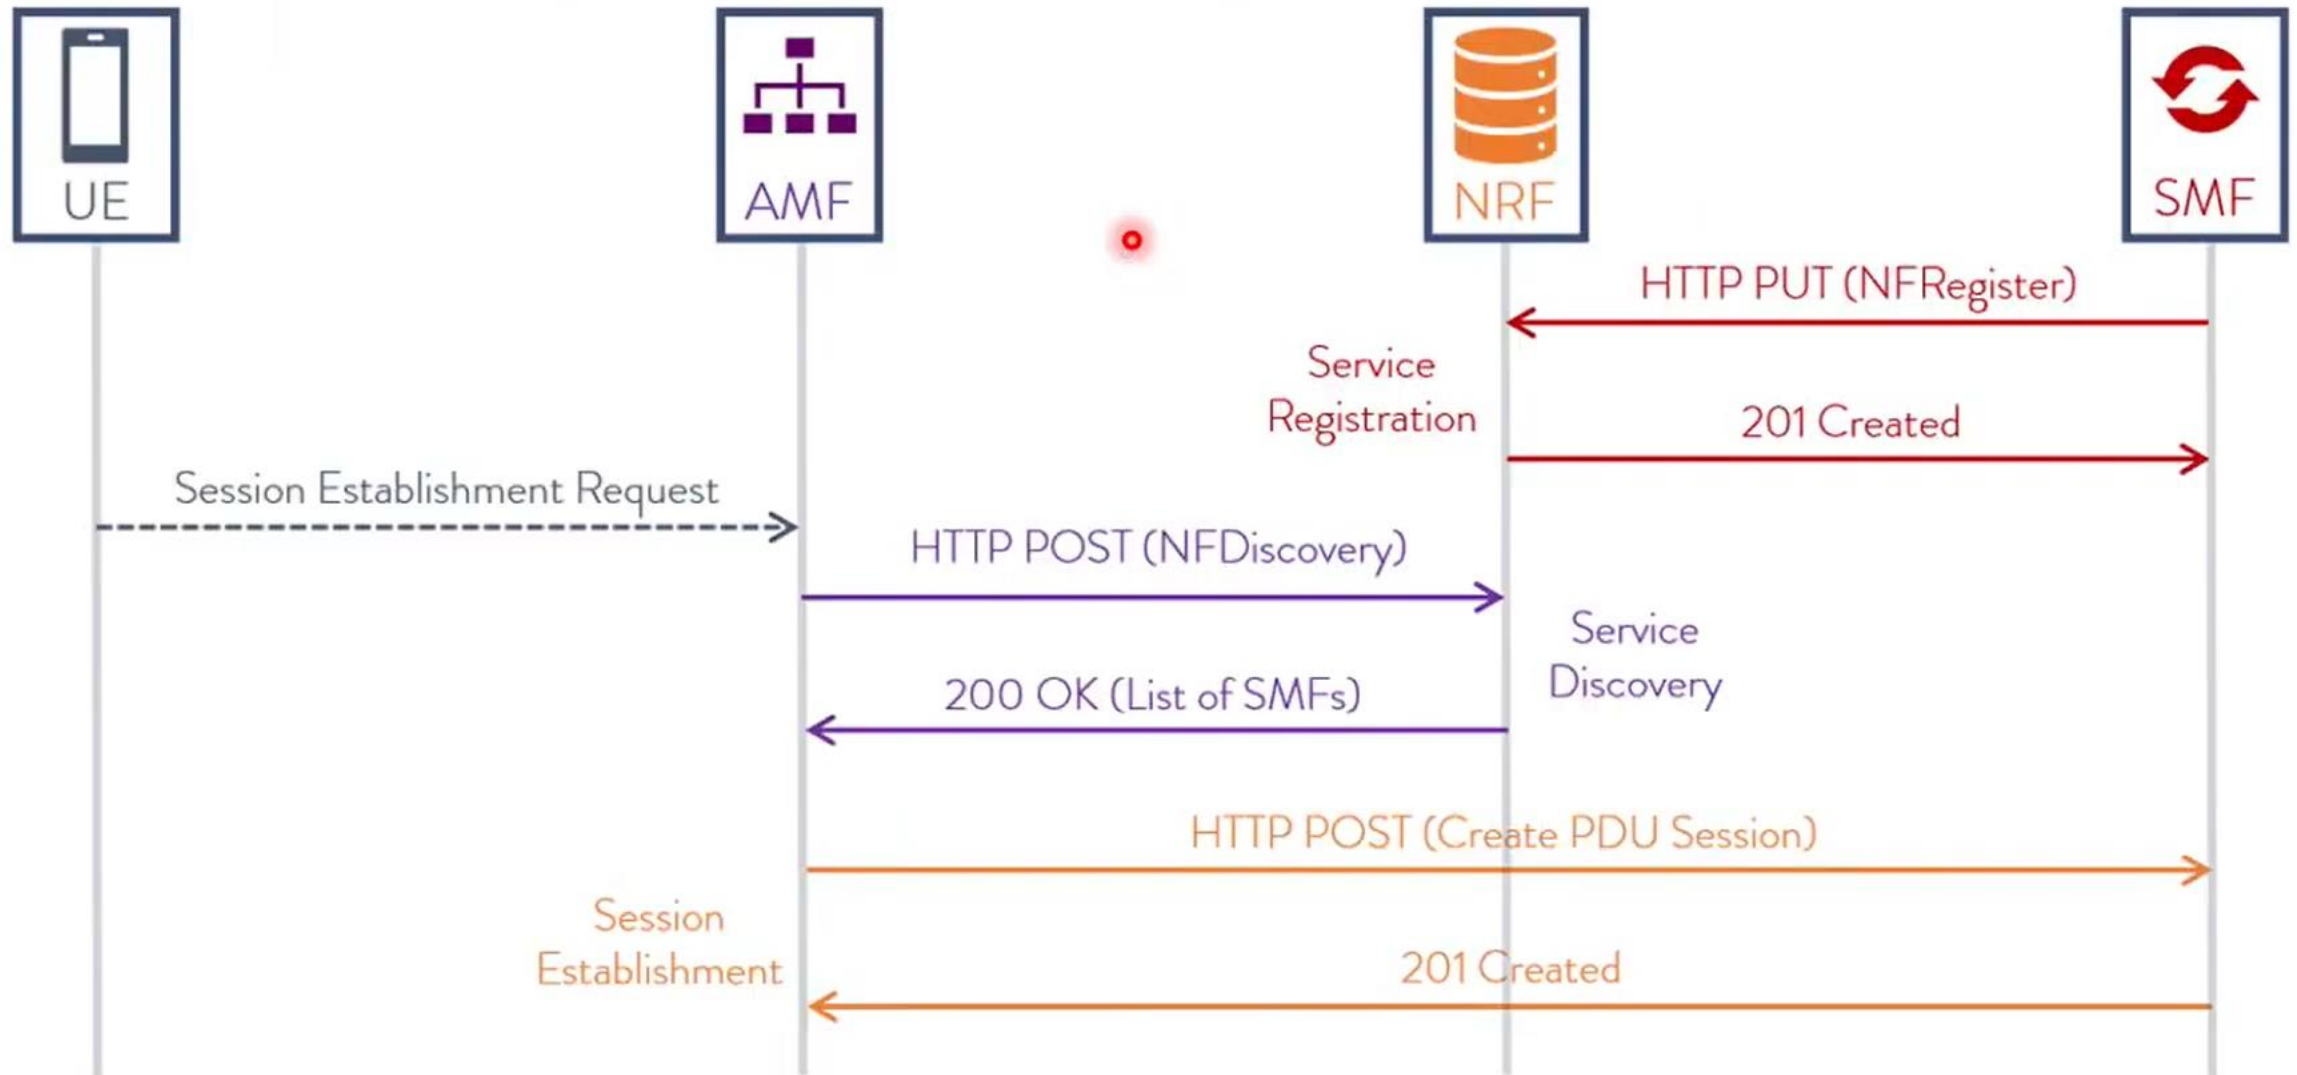 UE
AMF
NRF
SMF
HTTP PUT (NFRegister)
Service
Registration
201 Created
Session Establishment Request
HTTP POST (NFDiscovery)
Service
Discovery
200 OK (List of SMFs)
HTTP POST (Create PDU Session)
Session
Establishment
201 Created